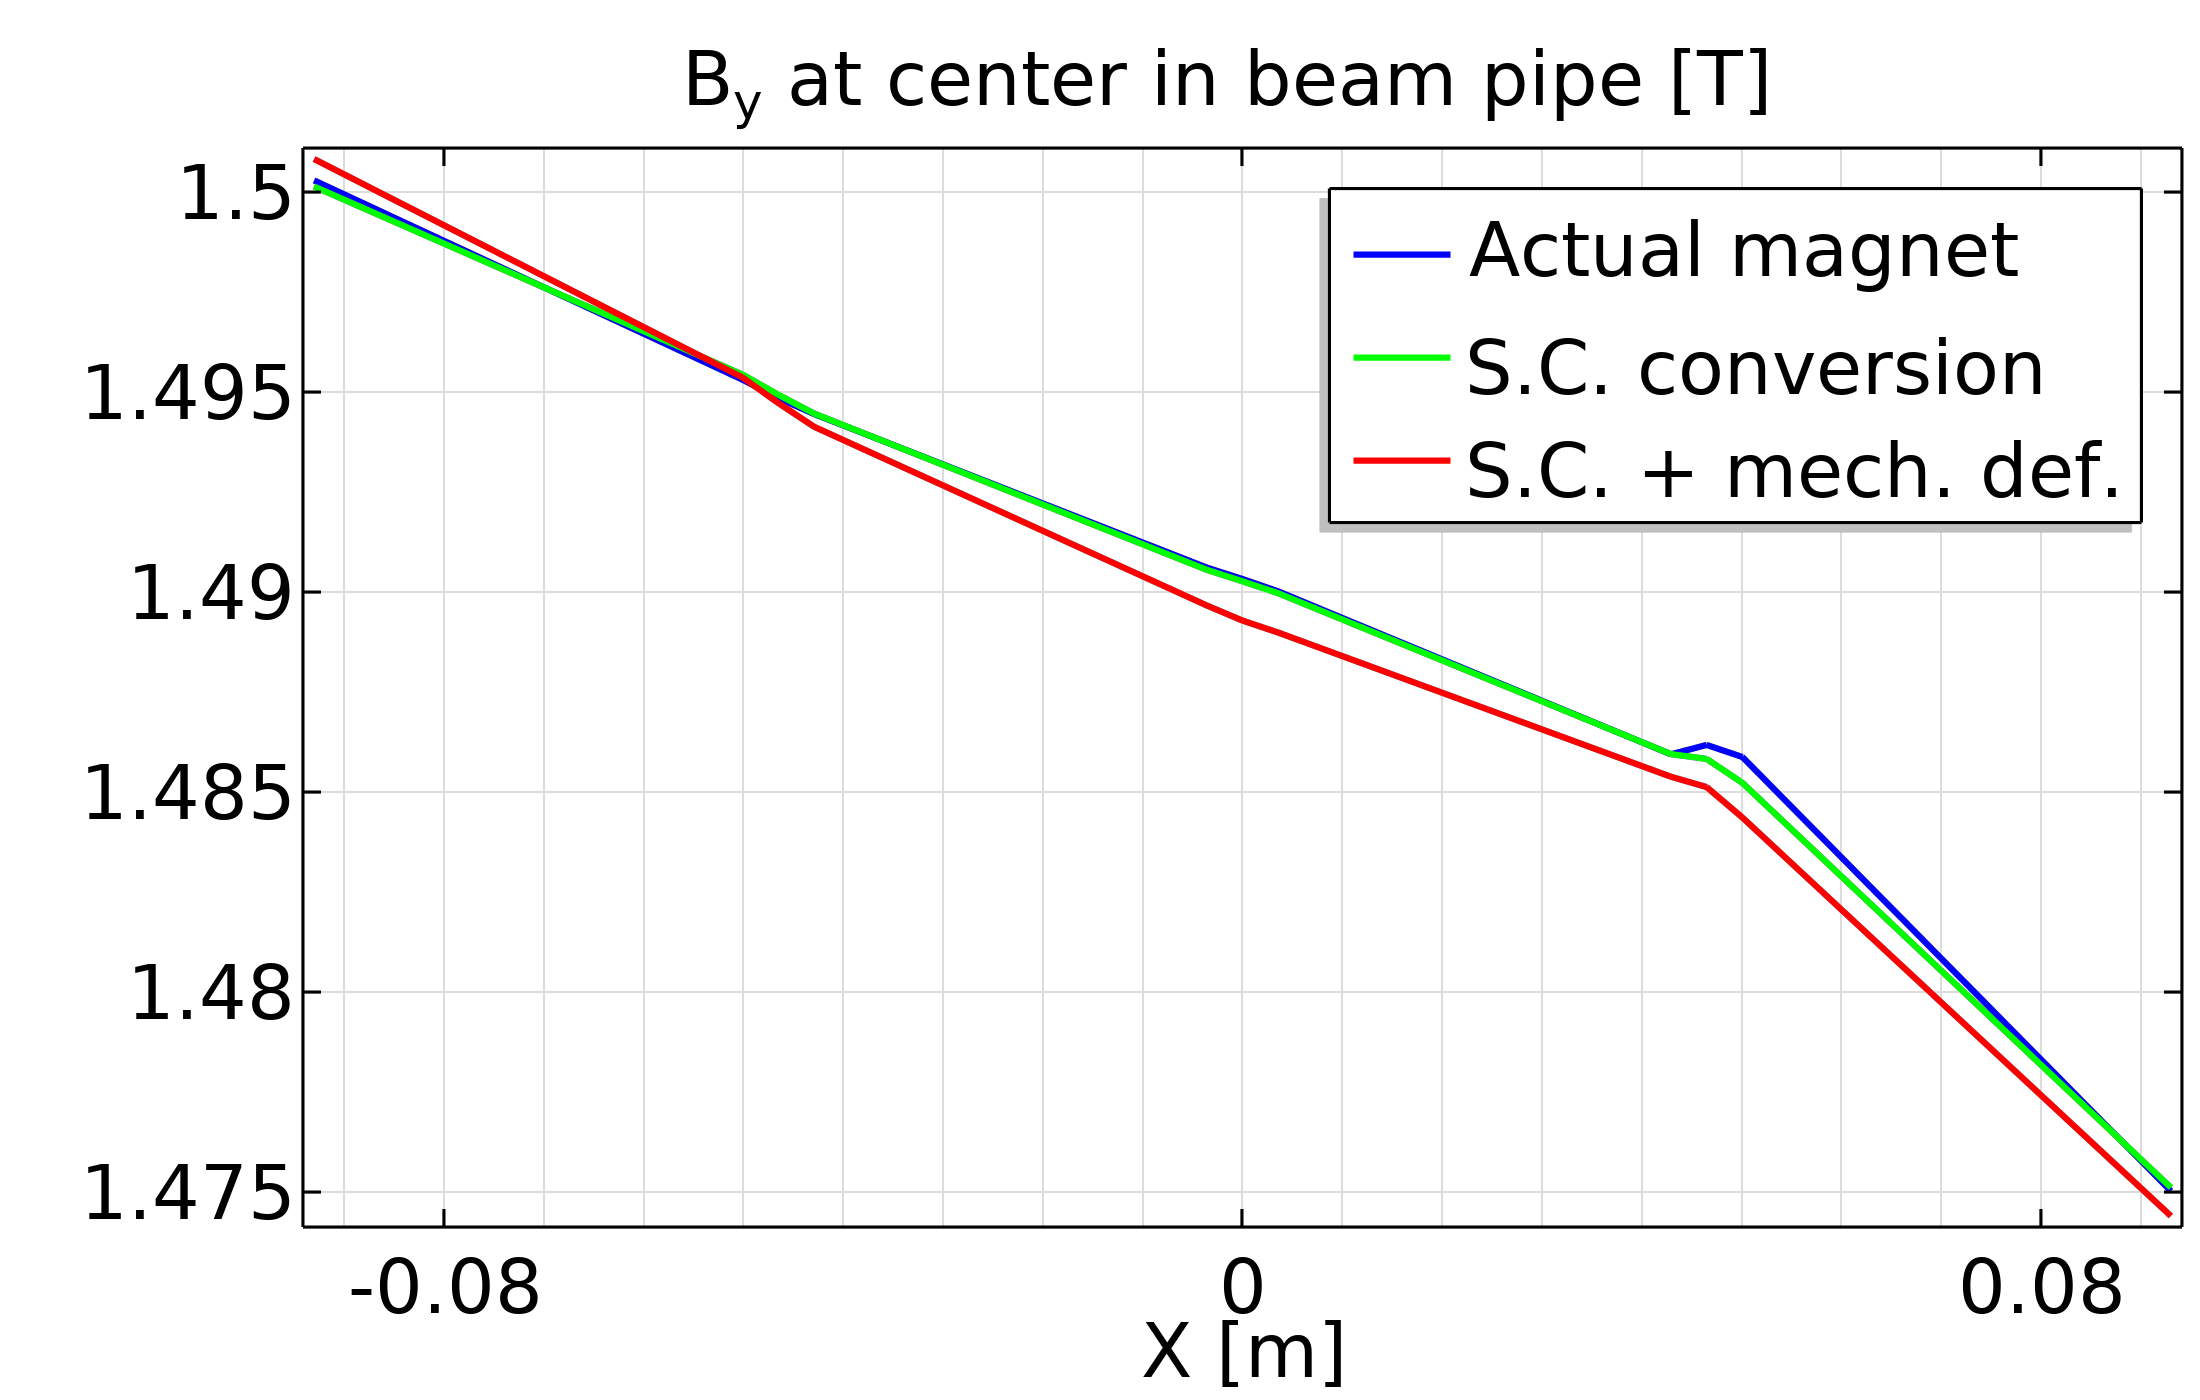 By at center in beam pipe [T]
1.5
1.495
1.49
1.485
1.48
1.475
Actual magnet
S.C. conversion
S.C. + mech. def.
-0.08 0 0.08
X [m]